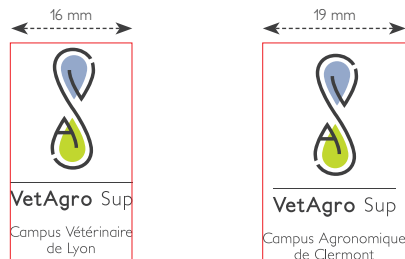 16 mm
19 mm
VetAgro Sup
Campus Vétérinaire
de Lyon
VetAgro Sup
Campus Agronomique
de Clermont